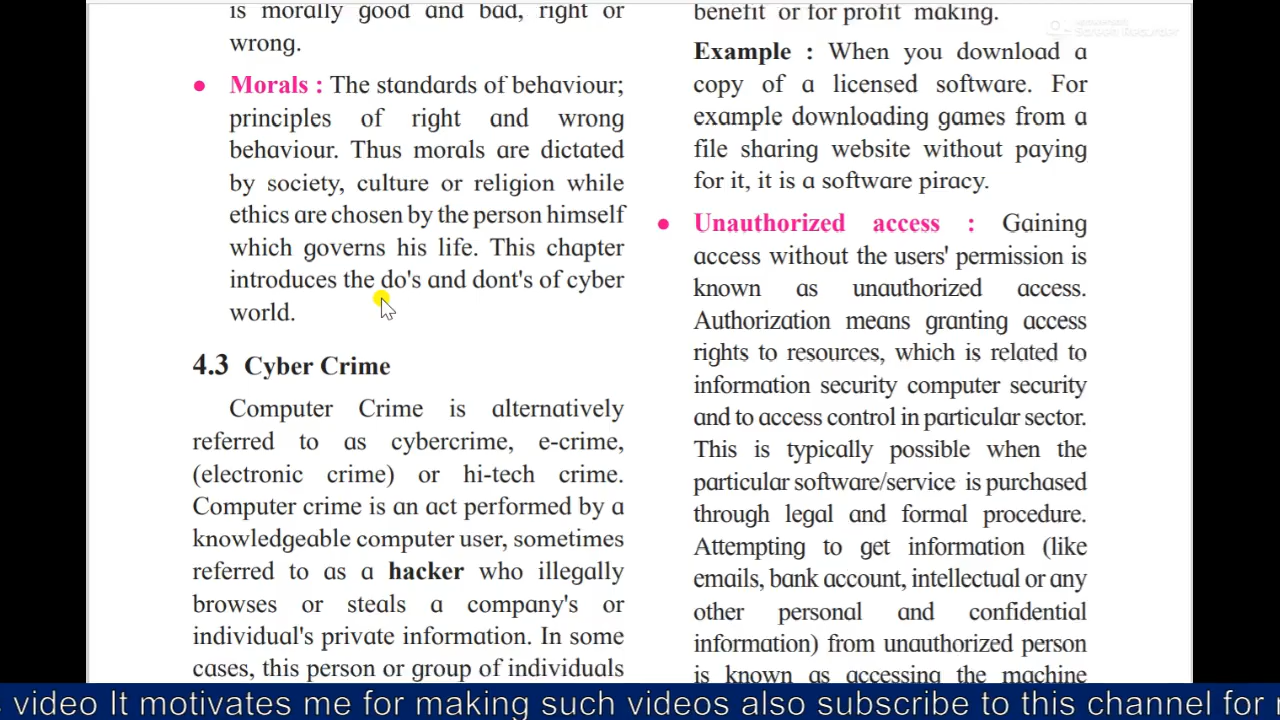 is morally good and bad, right or
wrong.
Morals : The standards of behaviour;
principles of right and wrong
behaviour. Thus morals are dictated
by society, culture or religion while
ethics are chosen by the person himself
which governs his life. This chapter
introduces the do's and dont's of cyber
world.
4.3 Cyber Crime
Computer Crime is alternatively
referred to as cybercrime, e-crime,
(electronic crime) or hi-tech crime.
Computer crime is an act performed by a
knowledgeable computer user, sometimes
referred to as a hacker who illegally
browses or steals a company's or
individual's private information. In some
cases, this person or group of individuals
benefit or for profit making.
Example : When you download a
copy of a licensed software. For
example downloading games from a
file sharing website without paying
for it, it is a software piracy.
Unauthorized access : Gaining
access without the users' permission is
known as unauthorized access.
Authorization means granting access
rights to resources, which is related to
information security computer security
and to access control in particular sector.
This is typically possible when the
particular software/service is purchased
through legal and formal procedure.
Attempting to get information (like
emails, bank account, intellectual or any
other personal and confidential
information) from unauthorized person
is known as accessing the machine
Screen Recorder
video It motivates me for making such videos also subscribe to this channel for